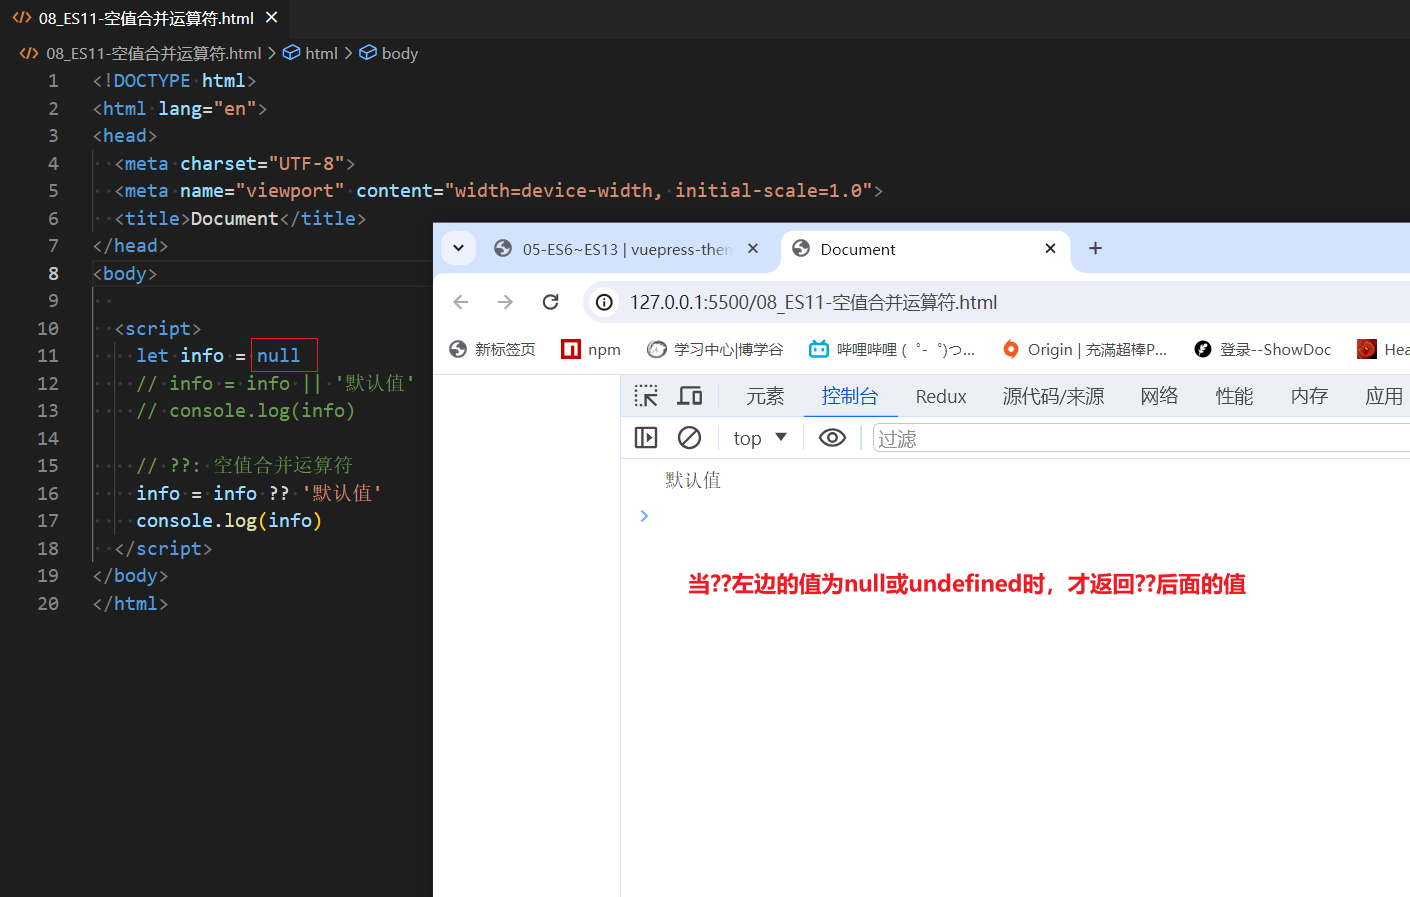 08_ES11-空值合并运算符.html
08_ES11-空值合并运算符.html > html > body
1 <!DOCTYPE html>
2 <html lang="en">
3 <head>
4 <meta charset="UTF-8">
5 <meta name="viewport" content="width=device-width, initial-scale=1.0">
6 <title>Document</title>
7 </head>
8 <body>
9
10 <script>
11 let info = null
12 // info = info || '默认值'
13 // console.log(info)
14
15 // ??: 空值合并运算符
16 info = info ?? '默认值'
17 console.log(info)
18 </script>
19 </body>
20 </html>
05-ES6~ES13 | vuepress-then
Document
127.0.0.1:5500/08_ES11-空值合并运算符.html
新标签页 npm 学习中心|博学谷 哔哩哔哩 (゜-゜)つ... Origin | 充滿超棒P... 登录--ShowDoc Hea
元素 控制台 Redux 源代码/来源 网络 性能 内存 应用
top 过滤
默认值
当??左边的值为null或undefined时，才返回??后面的值